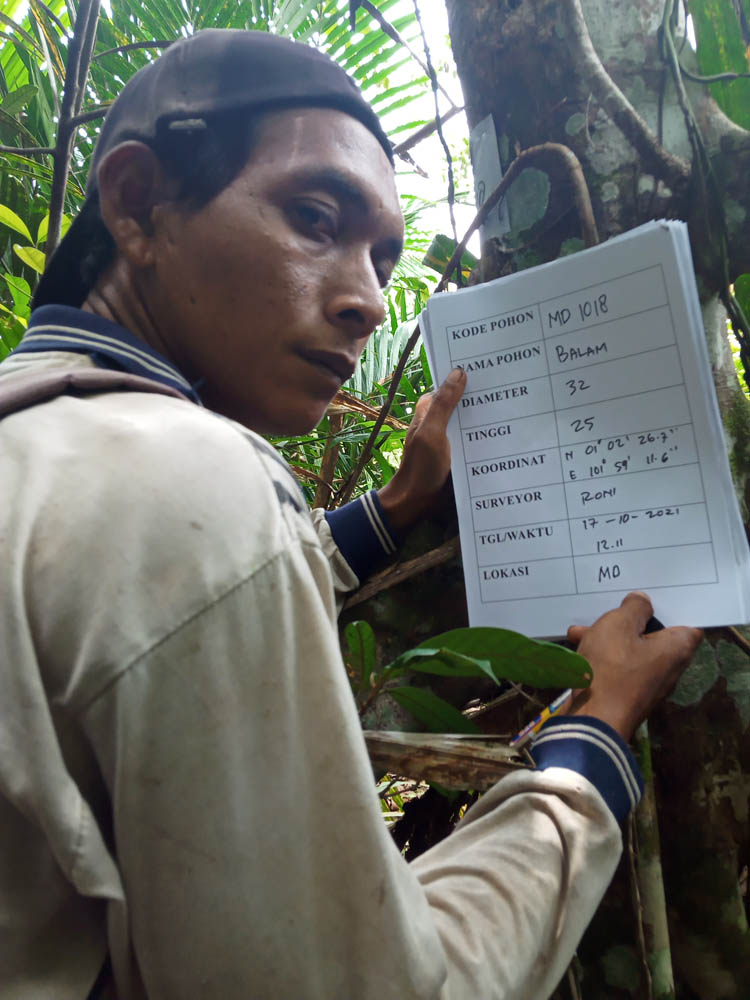 KODE POHON MD 1018
NAMA POHON BALAM
DIAMETER 32
TINGGI 25
KOORDINAT N 01° 02' 26.7"
E 101° 59' 11.6"
SURVEYOR RONI
TGL/WAKTU 17-10-2021
12.11
LOKASI MD